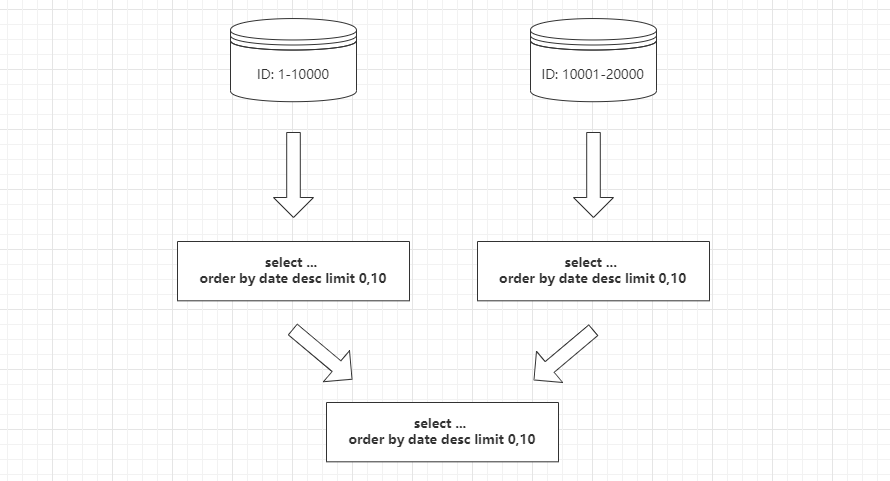 ID: 1-10000
ID: 10001-20000
select ...
order by date desc limit 0,10
select ...
order by date desc limit 0,10
select ...
order by date desc limit 0,10